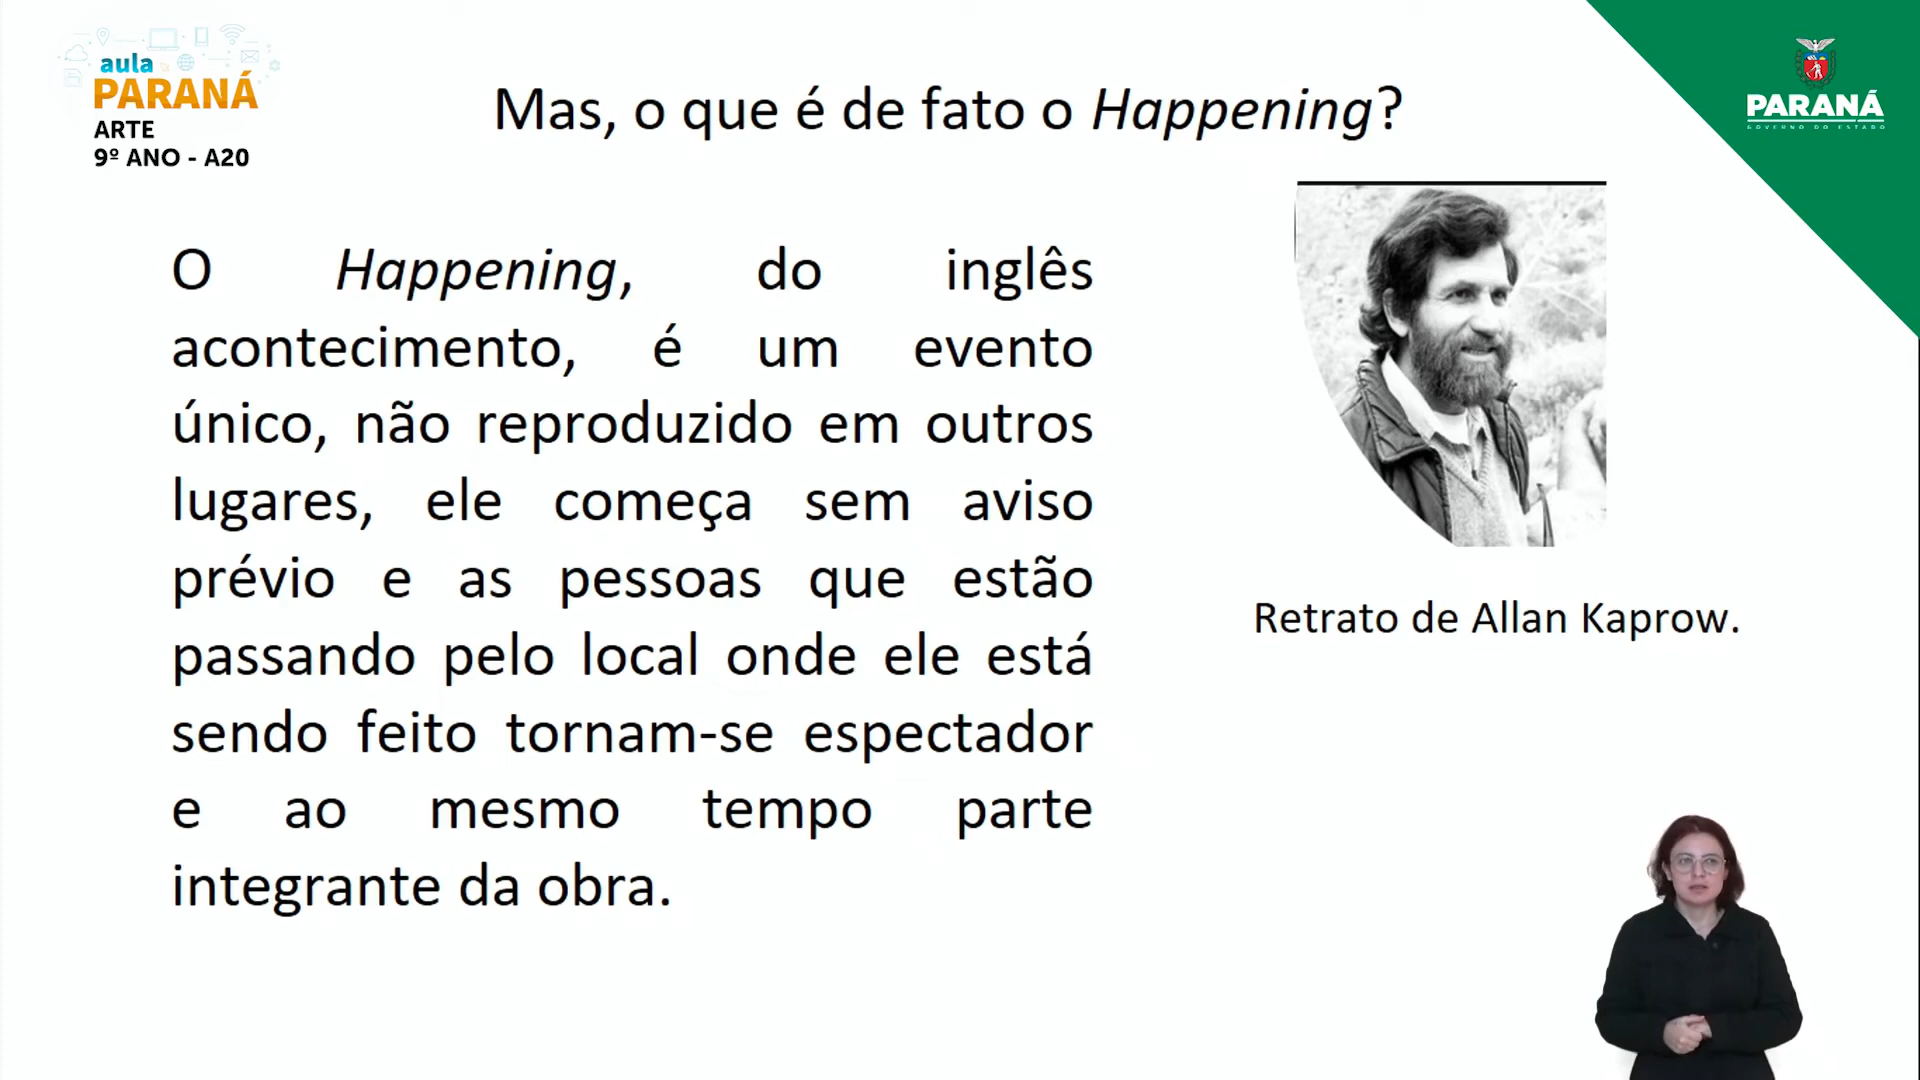 aula
PARANÁ
ARTE
9º ANO - A20
Mas, o que é de fato o Happening?
PARANÁ
GOVERNO DO ESTADO
O Happening, do inglês
acontecimento, é um evento
único, não reproduzido em outros
lugares, ele começa sem aviso
prévio e as pessoas que estão
passando pelo local onde ele está
sendo feito tornam-se espectador
e ao mesmo tempo parte
integrante da obra.
Retrato de Allan Kaprow.